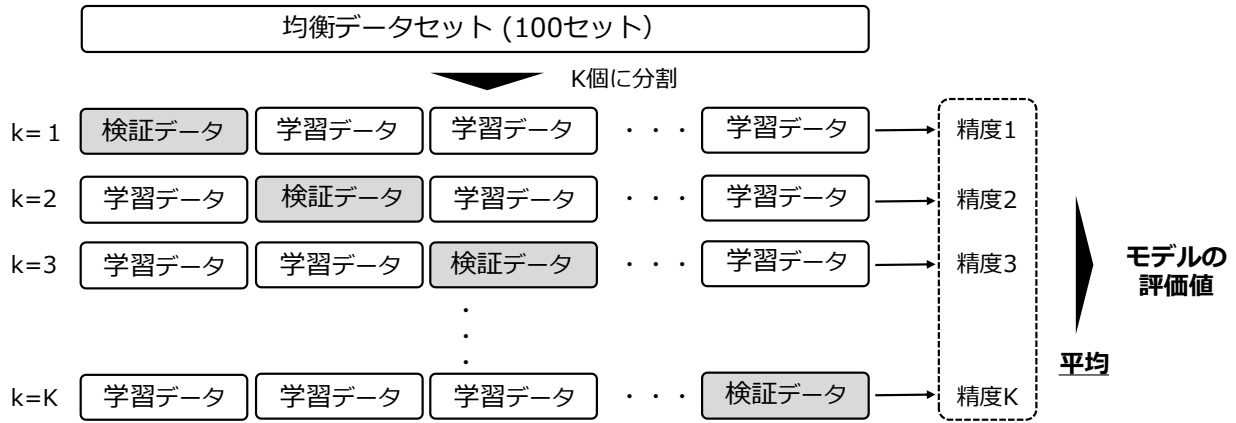 均衡データセット (100セット）
K個に分割
k=１ 検証データ 学習データ 学習データ ・・・ 学習データ 精度1
k=2 学習データ 検証データ 学習データ ・・・ 学習データ 精度2
k=3 学習データ 学習データ 検証データ ・・・ 学習データ 精度3
・
・
・
k=K 学習データ 学習データ 学習データ ・・・ 検証データ 精度K
モデルの
評価値
平均